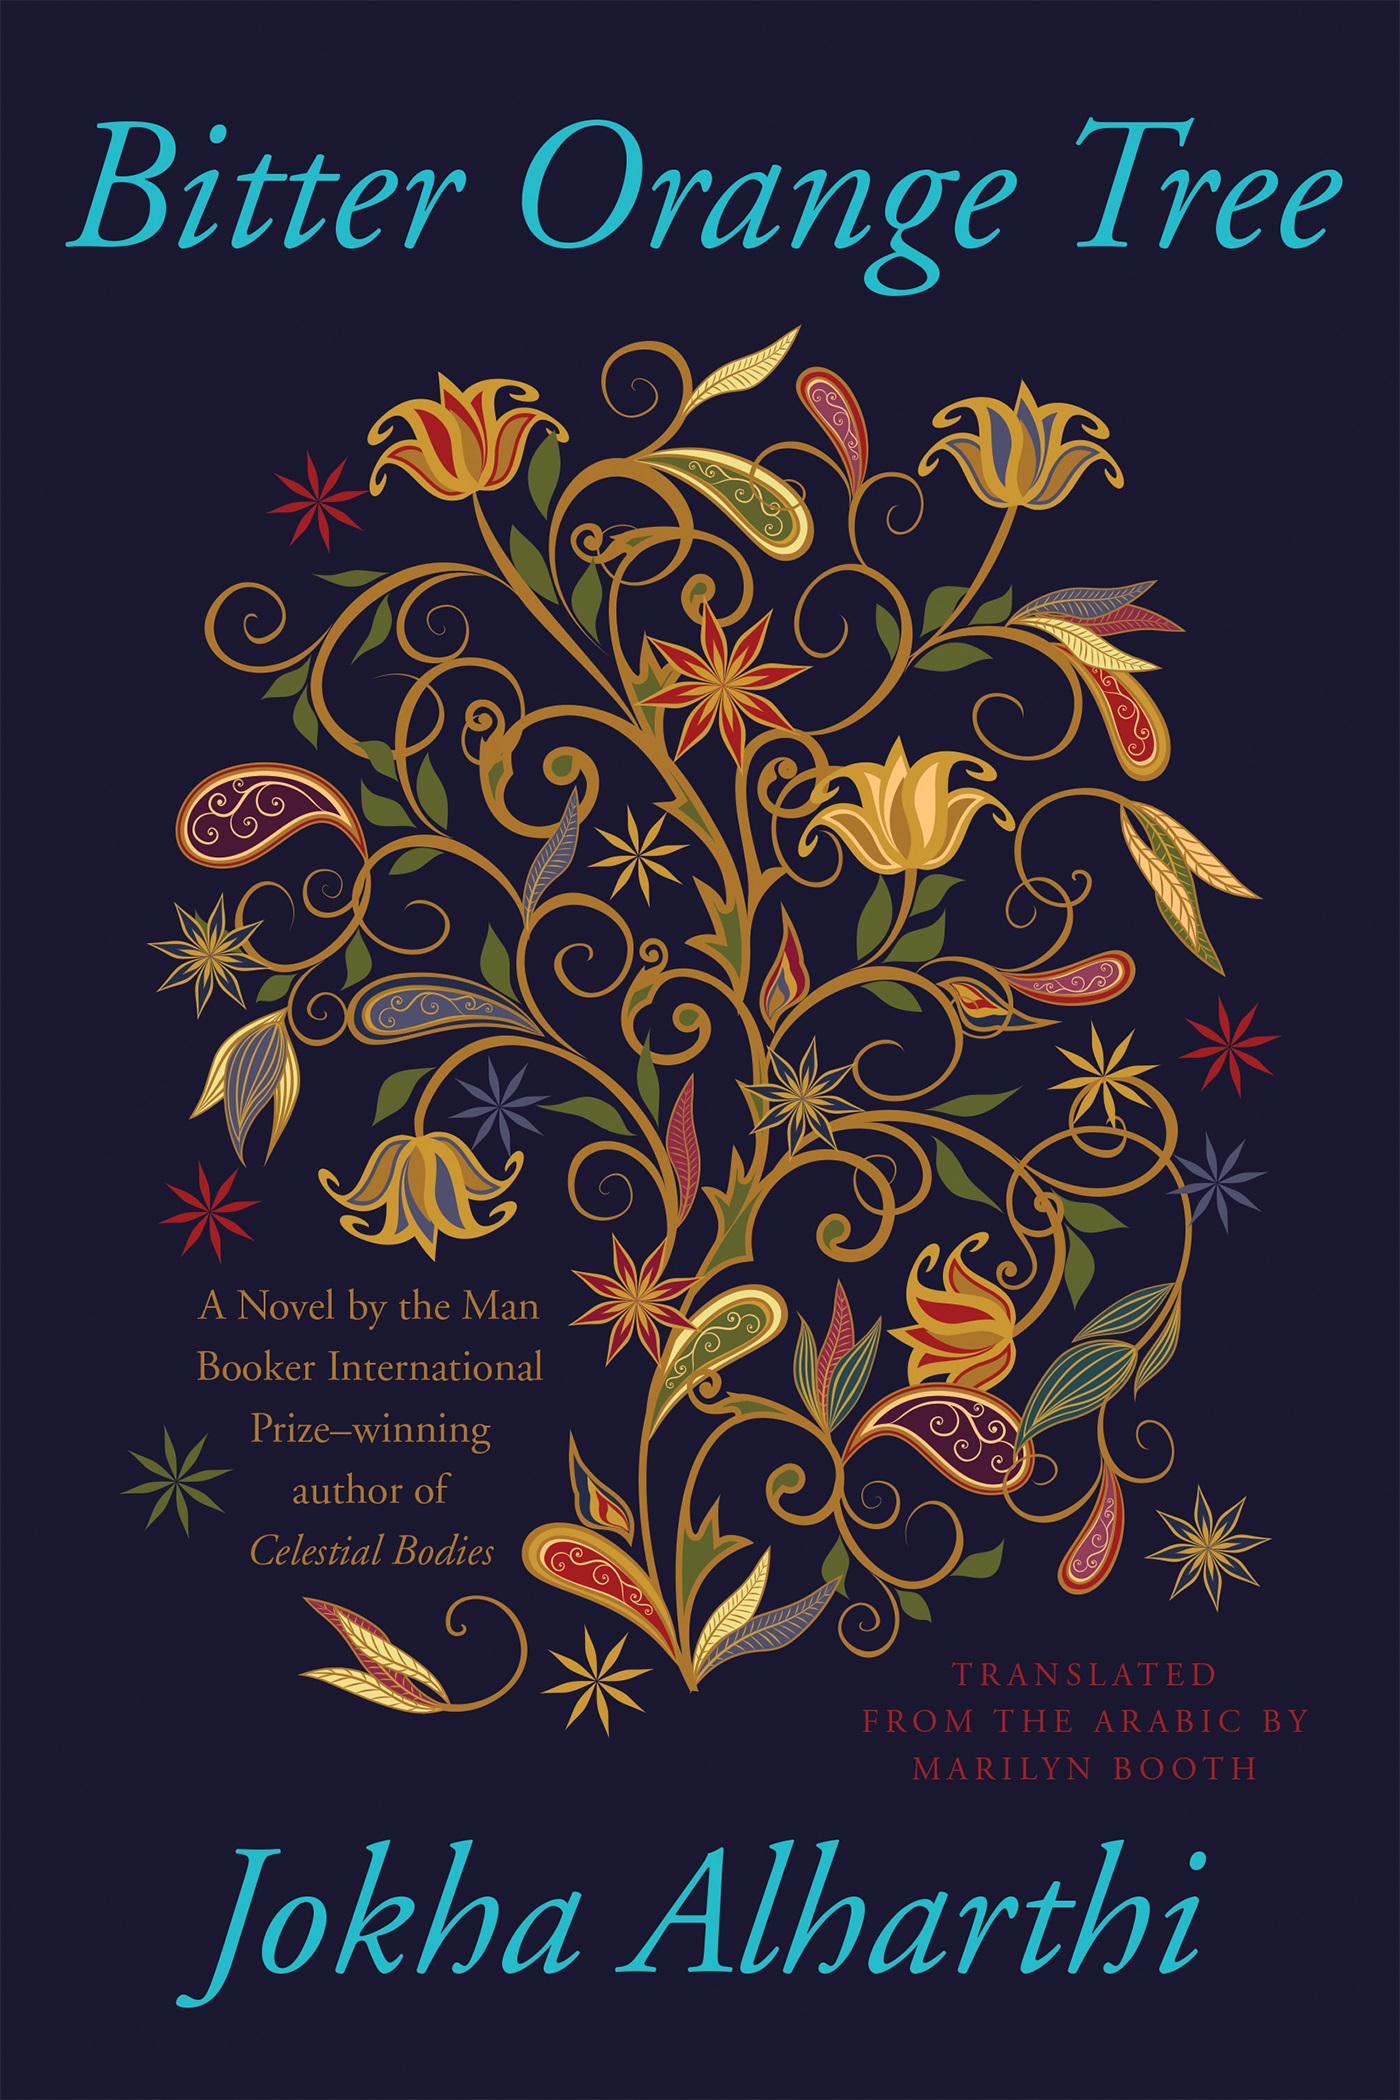 Bitter Orange Tree
A Novel by the Man
Booker International
Prize–winning
author of
Celestial Bodies
TRANSLATED
FROM THE ARABIC BY
MARILYN BOOTH
Jokha Alharthi